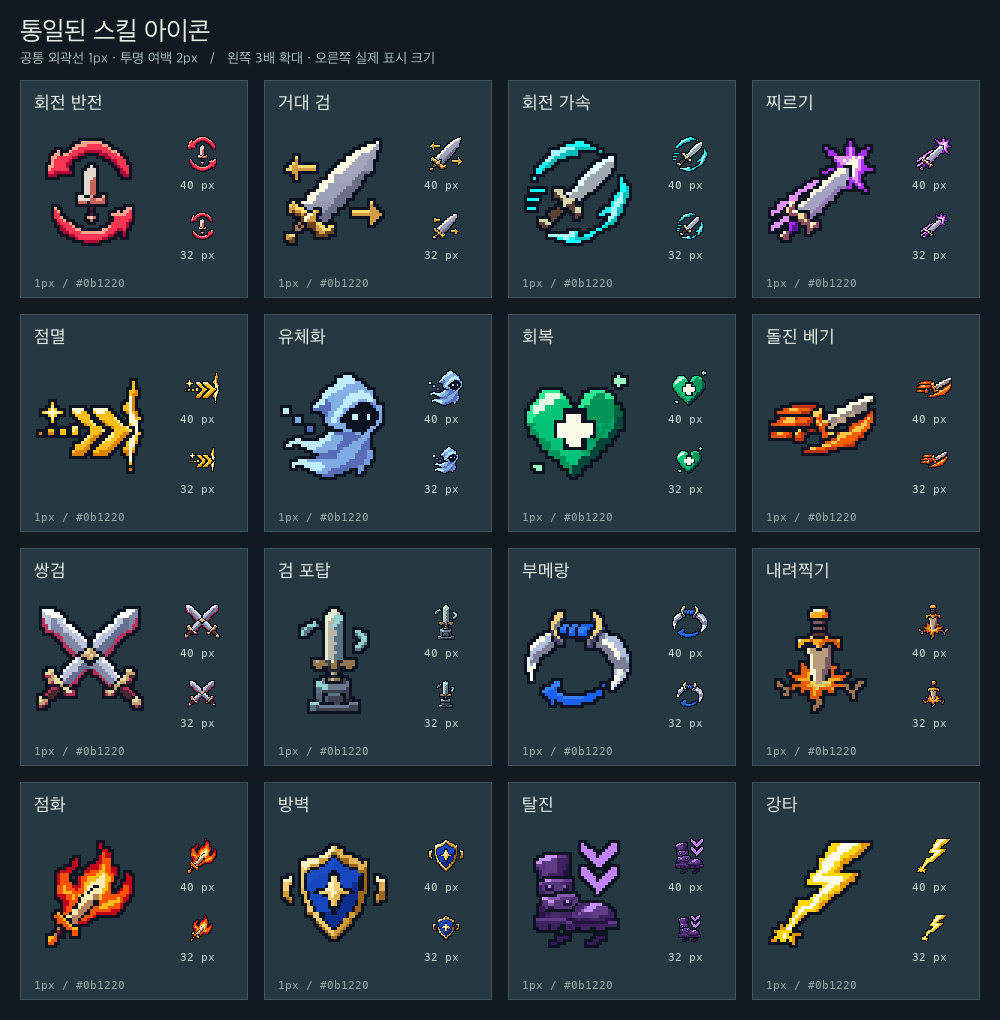 통일된 스킬 아이콘
공통 외곽선 1px · 투명 여백 2px / 왼쪽 3배 확대 · 오른쪽 실제 표시 크기
회전 반전
40 px
32 px
1px / #0b1220
거대 검
40 px
32 px
1px / #0b1220
회전 가속
40 px
32 px
1px / #0b1220
찌르기
40 px
32 px
1px / #0b1220
점멸
40 px
32 px
1px / #0b1220
유체화
40 px
32 px
1px / #0b1220
회복
40 px
32 px
1px / #0b1220
돌진 베기
40 px
32 px
1px / #0b1220
쌍검
40 px
32 px
1px / #0b1220
검 포탑
40 px
32 px
1px / #0b1220
부메랑
40 px
32 px
1px / #0b1220
내려찍기
40 px
32 px
1px / #0b1220
점화
40 px
32 px
1px / #0b1220
방벽
40 px
32 px
1px / #0b1220
탈진
40 px
32 px
1px / #0b1220
강타
40 px
32 px
1px / #0b1220